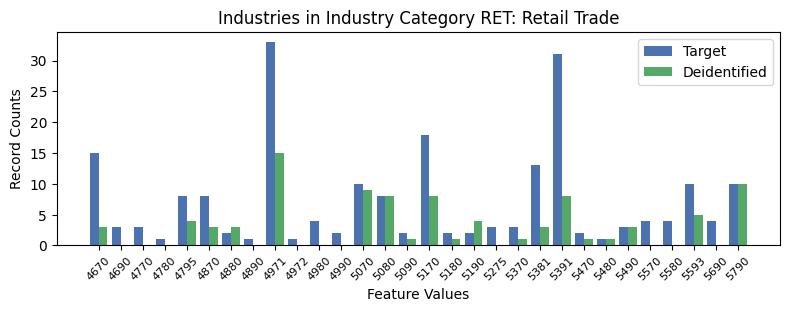 Industries in Industry Category RET: Retail Trade
Target
Deidentified
Record Counts
30
25
20
15
10
5
0
4670 4690 4770 4780 4795 4870 4880 4890 4971 4972 4980 4990 5070 5080 5090 5170 5180 5190 5275 5370 5381 5391 5470 5480 5490 5570 5580 5593 5690 5790
Feature Values